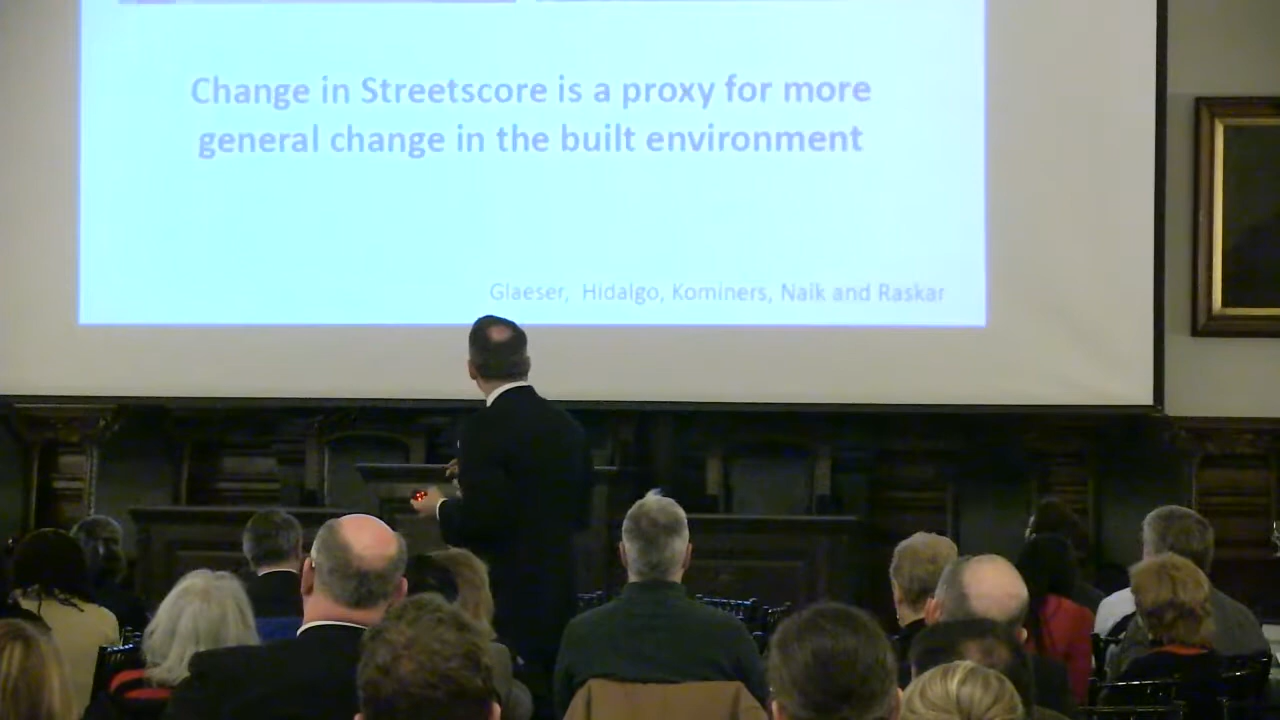 Change in Streetscore is a proxy for more
general change in the built environment
Glaeser, Hidalgo, Kominers, Naik and Raskar